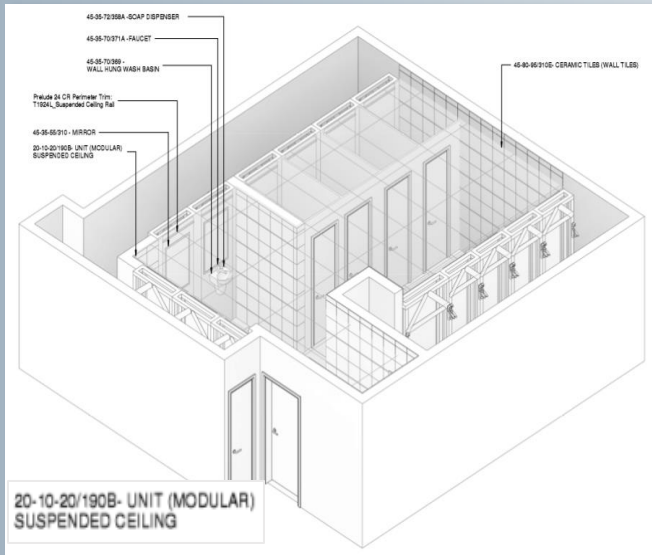 45-35-72/358A -SOAP DISPENSER
45-35-70/371A -FAUCET
45-35-70/369 -
WALL HUNG WASH BASIN
Prelude 24 CR Perimeter Trim:
T1924L_Suspended Ceiling Rail
45-35-55/310 - MIRROR
20-10-20/190B- UNIT (MODULAR)
SUSPENDED CEILING
45-90-95/310E- CERAMIC TILES (WALL TILES)
20-10-20/190B- UNIT (MODULAR)
SUSPENDED CEILING